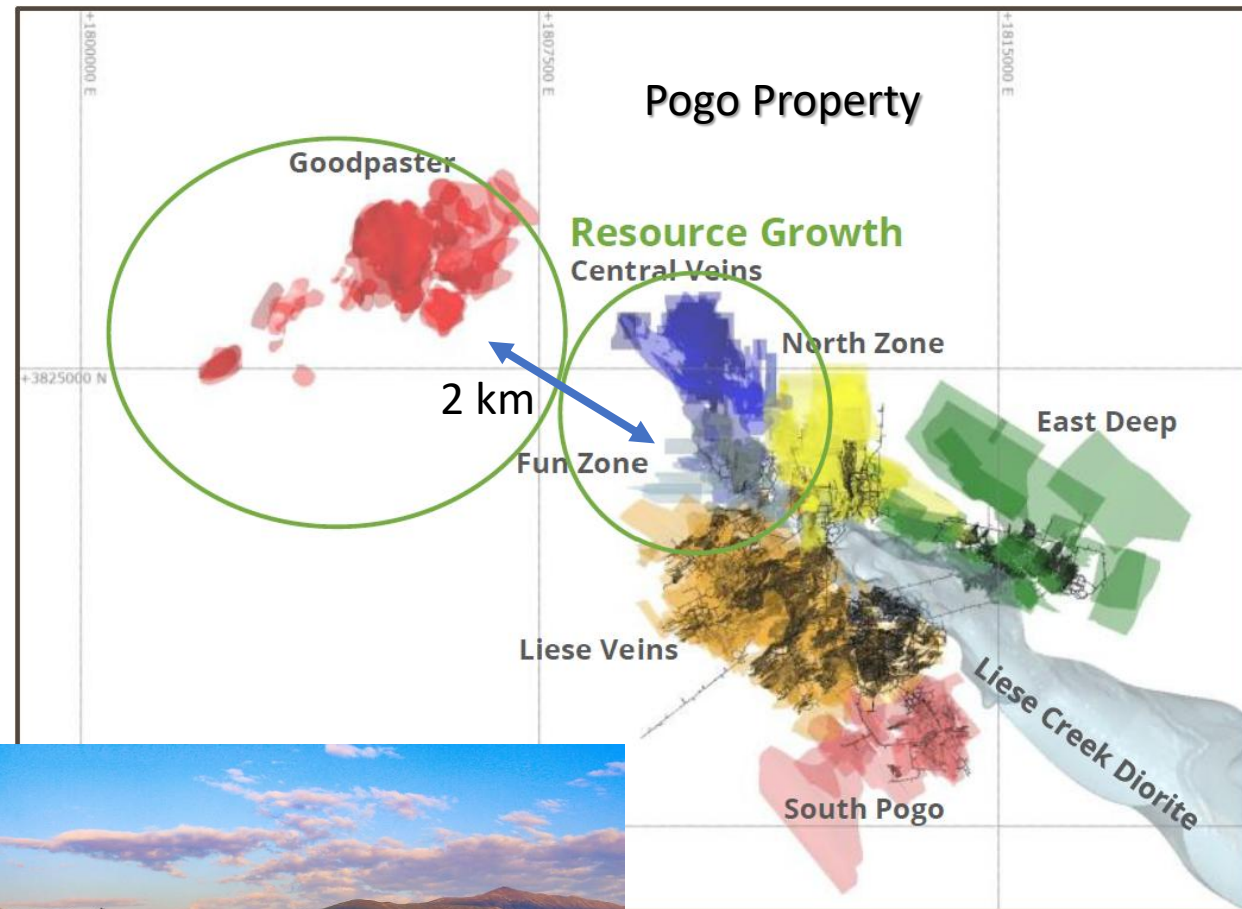 +1800000 E
+1807500 E
+1815000 E
Pogo Property
Goodpaster
Resource Growth
Central Veins
North Zone
+3825000 N
2 km
East Deep
Fun Zone
Liese Veins
Liese Creek Diorite
South Pogo